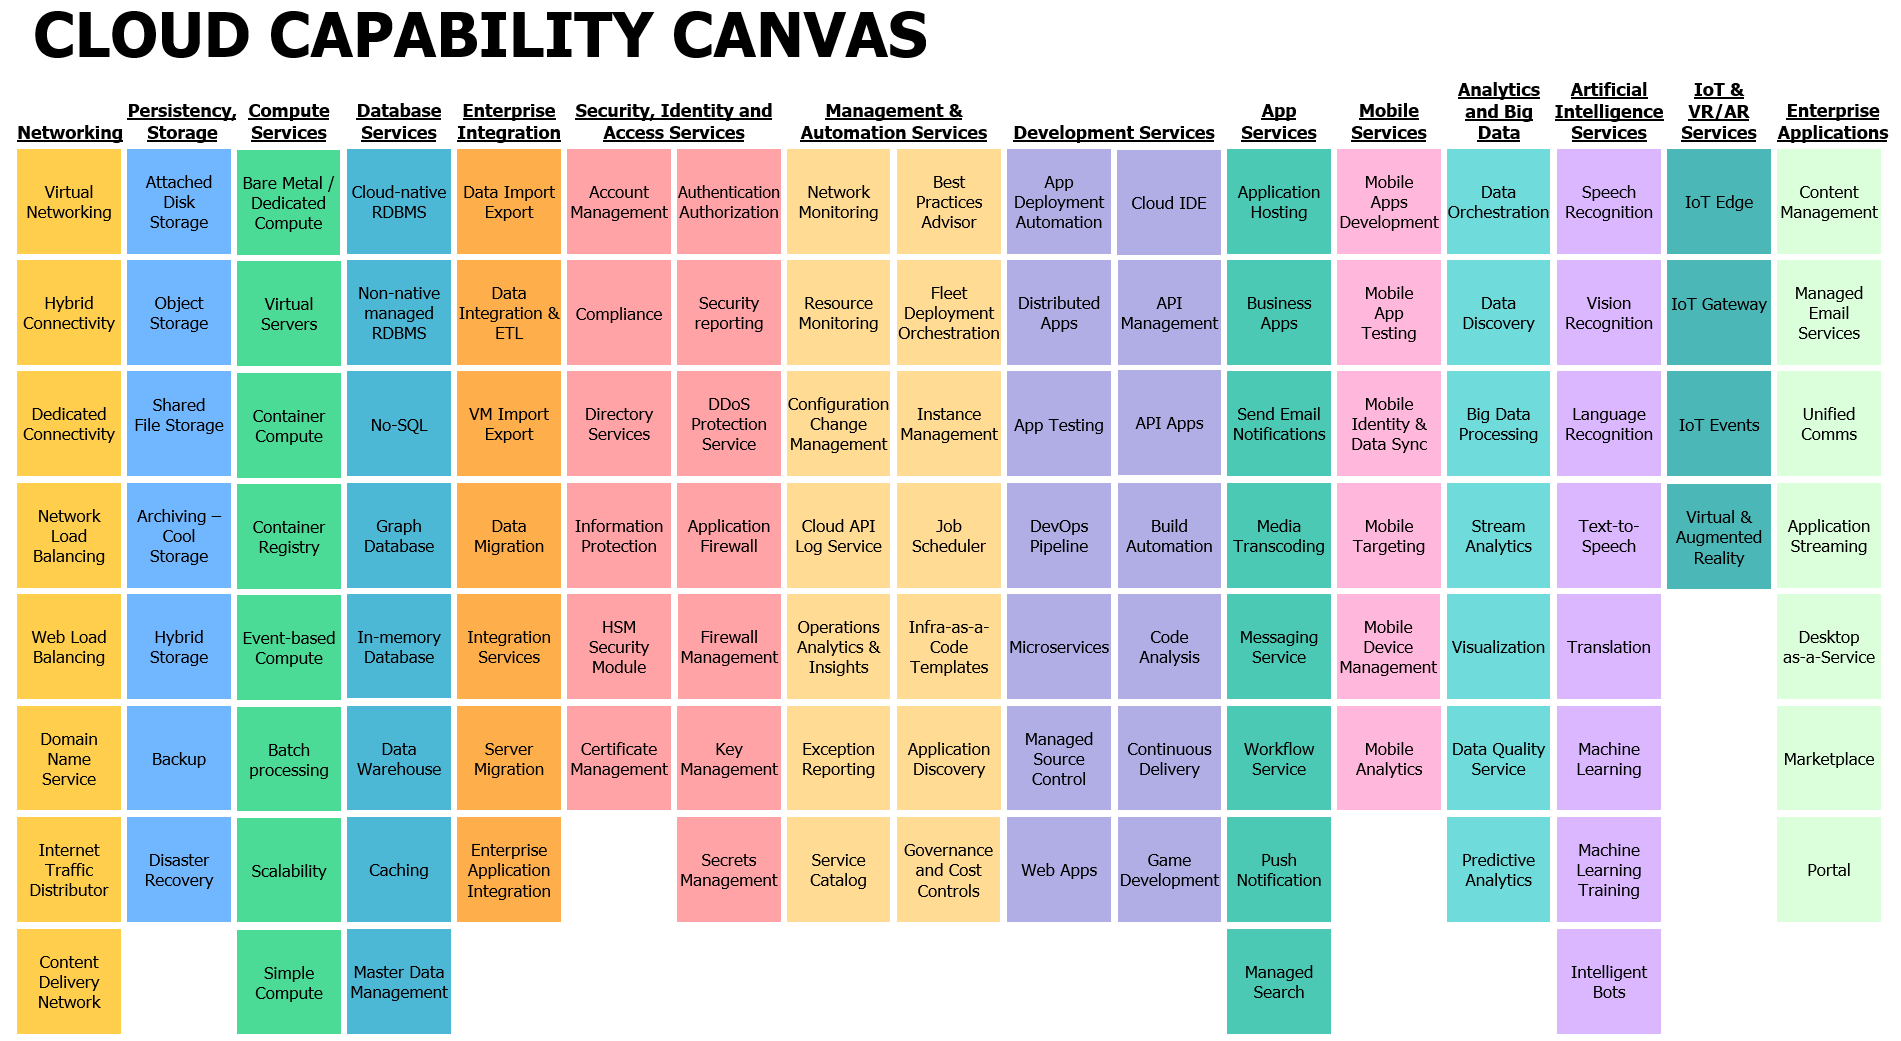 CLOUD CAPABILITY CANVAS
Networking
Virtual
Networking
Hybrid
Connectivity
Dedicated
Connectivity
Network
Load
Balancing
Web Load
Balancing
Domain
Name
Service
Internet
Traffic
Distributor
Content
Delivery
Network
Persistency,
Storage
Attached
Disk
Storage
Object
Storage
Shared
File Storage
Archiving –
Cool
Storage
Hybrid
Storage
Backup
Disaster
Recovery
Compute
Services
Bare Metal /
Dedicated
Compute
Virtual
Servers
Container
Compute
Container
Registry
Event-based
Compute
Batch
processing
Scalability
Simple
Compute
Database
Services
Cloud-native
RDBMS
Non-native
managed
RDBMS
No-SQL
Graph
Database
In-memory
Database
Data
Warehouse
Caching
Master Data
Management
Enterprise
Integration
Data Import
Export
Data
Integration &
ETL
VM Import
Export
Data
Migration
Integration
Services
Server
Migration
Enterprise
Application
Integration
Security, Identity and
Access Services
Account
Management
Compliance
Directory
Services
Information
Protection
HSM
Security
Module
Certificate
Management
Authentication
Authorization
Security
reporting
DDoS
Protection
Service
Application
Firewall
Firewall
Management
Key
Management
Secrets
Management
Management &
Automation Services
Network
Monitoring
Resource
Monitoring
Configuration
Change
Management
Cloud API
Log Service
Operations
Analytics &
Insights
Exception
Reporting
Service
Catalog
Best
Practices
Advisor
Fleet
Deployment
Orchestration
Instance
Management
Job
Scheduler
Infra-as-a-
Code
Templates
Application
Discovery
Governance
and Cost
Controls
Development Services
App
Deployment
Automation
Distributed
Apps
App Testing
DevOps
Pipeline
Microservices
Managed
Source
Control
Web Apps
Cloud IDE
API
Management
API Apps
Build
Automation
Code
Analysis
Continuous
Delivery
Game
Development
App
Services
Application
Hosting
Business
Apps
Send Email
Notifications
Media
Transcoding
Messaging
Service
Workflow
Service
Push
Notification
Managed
Search
Mobile
Services
Mobile
Apps
Development
Mobile
App
Testing
Mobile
Identity &
Data Sync
Mobile
Targeting
Mobile
Device
Management
Mobile
Analytics
Analytics
and Big
Data
Data
Orchestration
Data
Discovery
Big Data
Processing
Stream
Analytics
Visualization
Data Quality
Service
Predictive
Analytics
Artificial
Intelligence
Services
Speech
Recognition
Vision
Recognition
Language
Recognition
Text-to-
Speech
Translation
Machine
Learning
Machine
Learning
Training
Intelligent
Bots
IoT &
VR/AR
Services
IoT Edge
IoT Gateway
IoT Events
Virtual &
Augmented
Reality
Enterprise
Applications
Content
Management
Managed
Email
Services
Unified
Comms
Application
Streaming
Desktop
as-a-Service
Marketplace
Portal